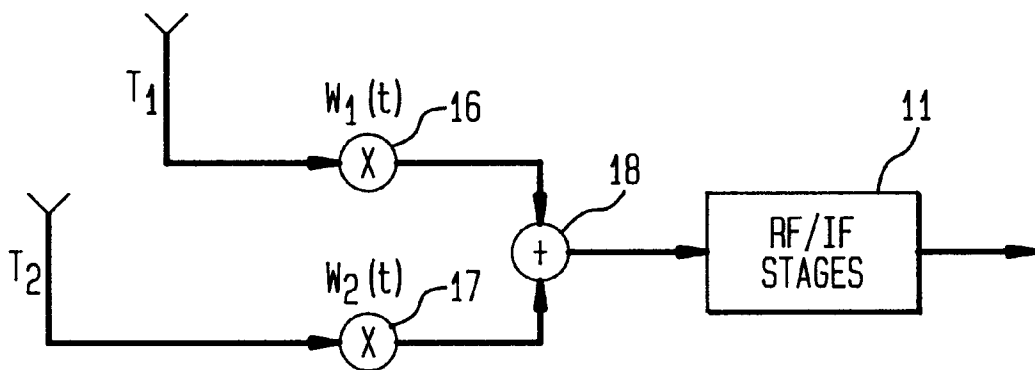 T1
W1(t)
16
X
T2
W2(t)
17
X
18
+
11
RF/IF
STAGES